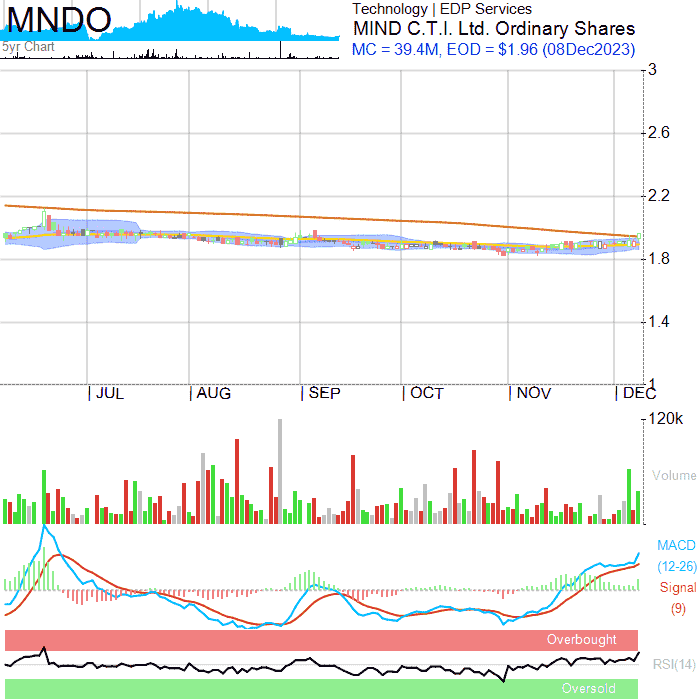 MNDO
Technology | EDP Services
MIND C.T.I. Ltd. Ordinary Shares
5yr Chart
MC = 39.4M, EOD = $1.96 (08Dec2023)
3
2.6
2.2
1.8
1.4
1
JUL AUG SEP OCT NOV DEC
120k
Volume
MACD
(12-26)
Signal
(9)
Overbought
RSI(14)
Oversold